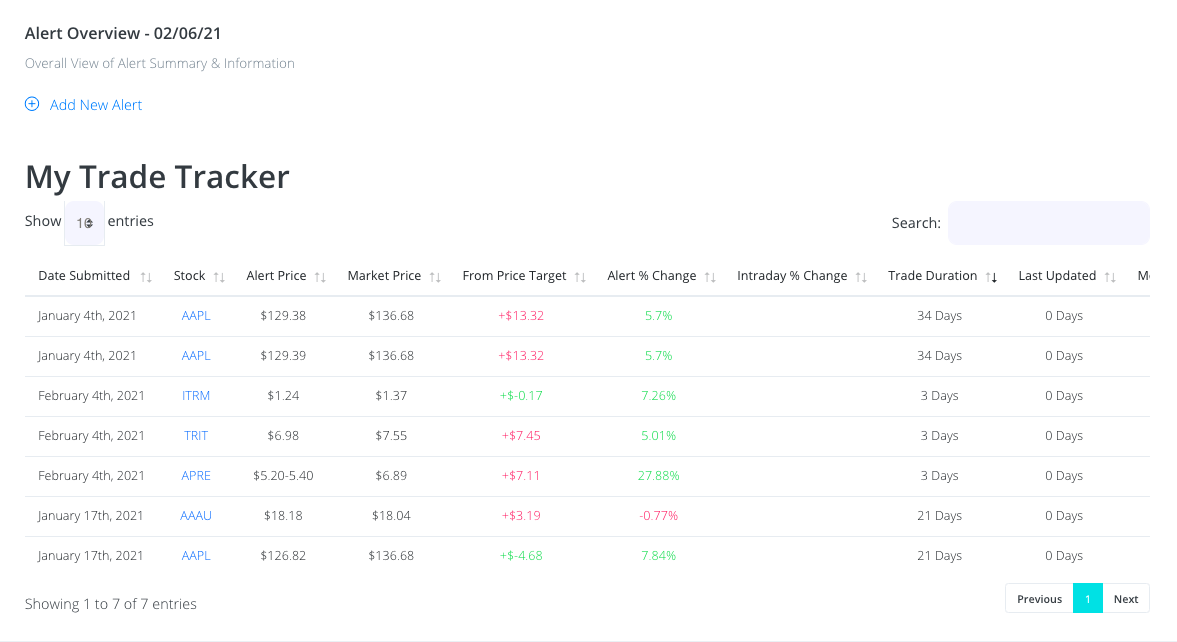 Alert Overview - 02/06/21
Overall View of Alert Summary & Information
Add New Alert
My Trade Tracker
Show 10 entries Search:
Date Submitted Stock Alert Price Market Price From Price Target Alert % Change Intraday % Change Trade Duration Last Updated
January 4th, 2021 AAPL $129.38 $136.68 +$13.32 5.7% 34 Days 0 Days
January 4th, 2021 AAPL $129.39 $136.68 +$13.32 5.7% 34 Days 0 Days
February 4th, 2021 ITRM $1.24 $1.37 +$-0.17 7.26% 3 Days 0 Days
February 4th, 2021 TRIT $6.98 $7.55 +$7.45 5.01% 3 Days 0 Days
February 4th, 2021 APRE $5.20-5.40 $6.89 +$7.11 27.88% 3 Days 0 Days
January 17th, 2021 AAAU $18.18 $18.04 +$3.19 -0.77% 21 Days 0 Days
January 17th, 2021 AAPL $126.82 $136.68 +$-4.68 7.84% 21 Days 0 Days
Showing 1 to 7 of 7 entries Previous 1 Next